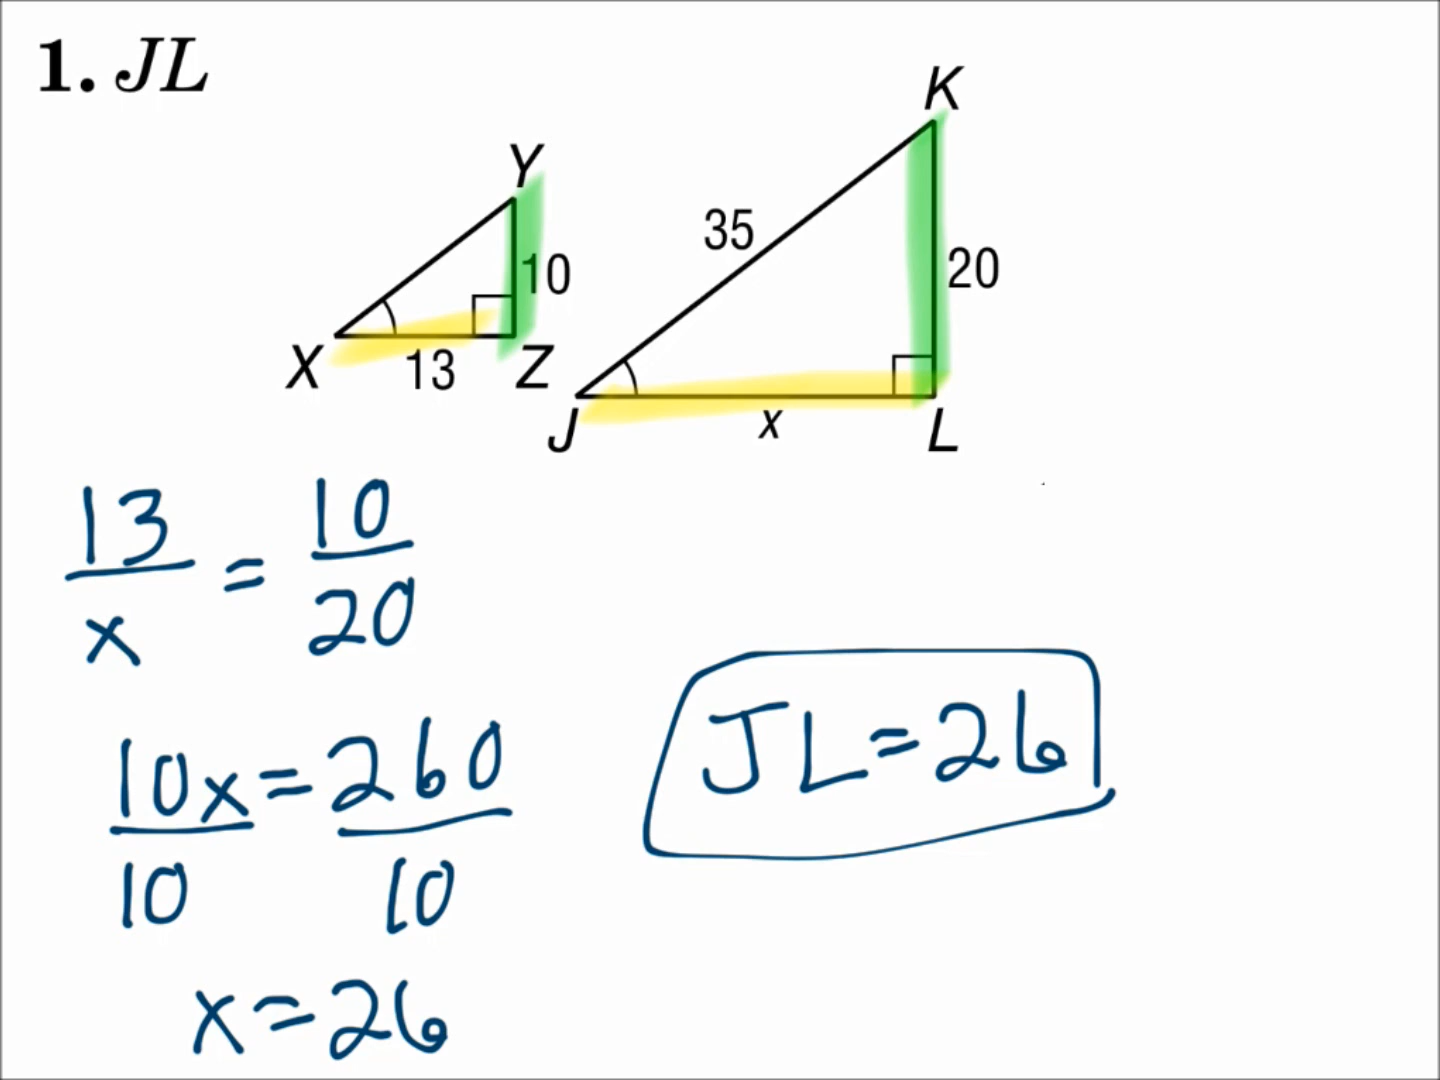 1. JL
K
Y
35
10
20
X
13
Z
J
x
L
13/x = 10/20
10x = 260
10 10
x = 26
JL = 26